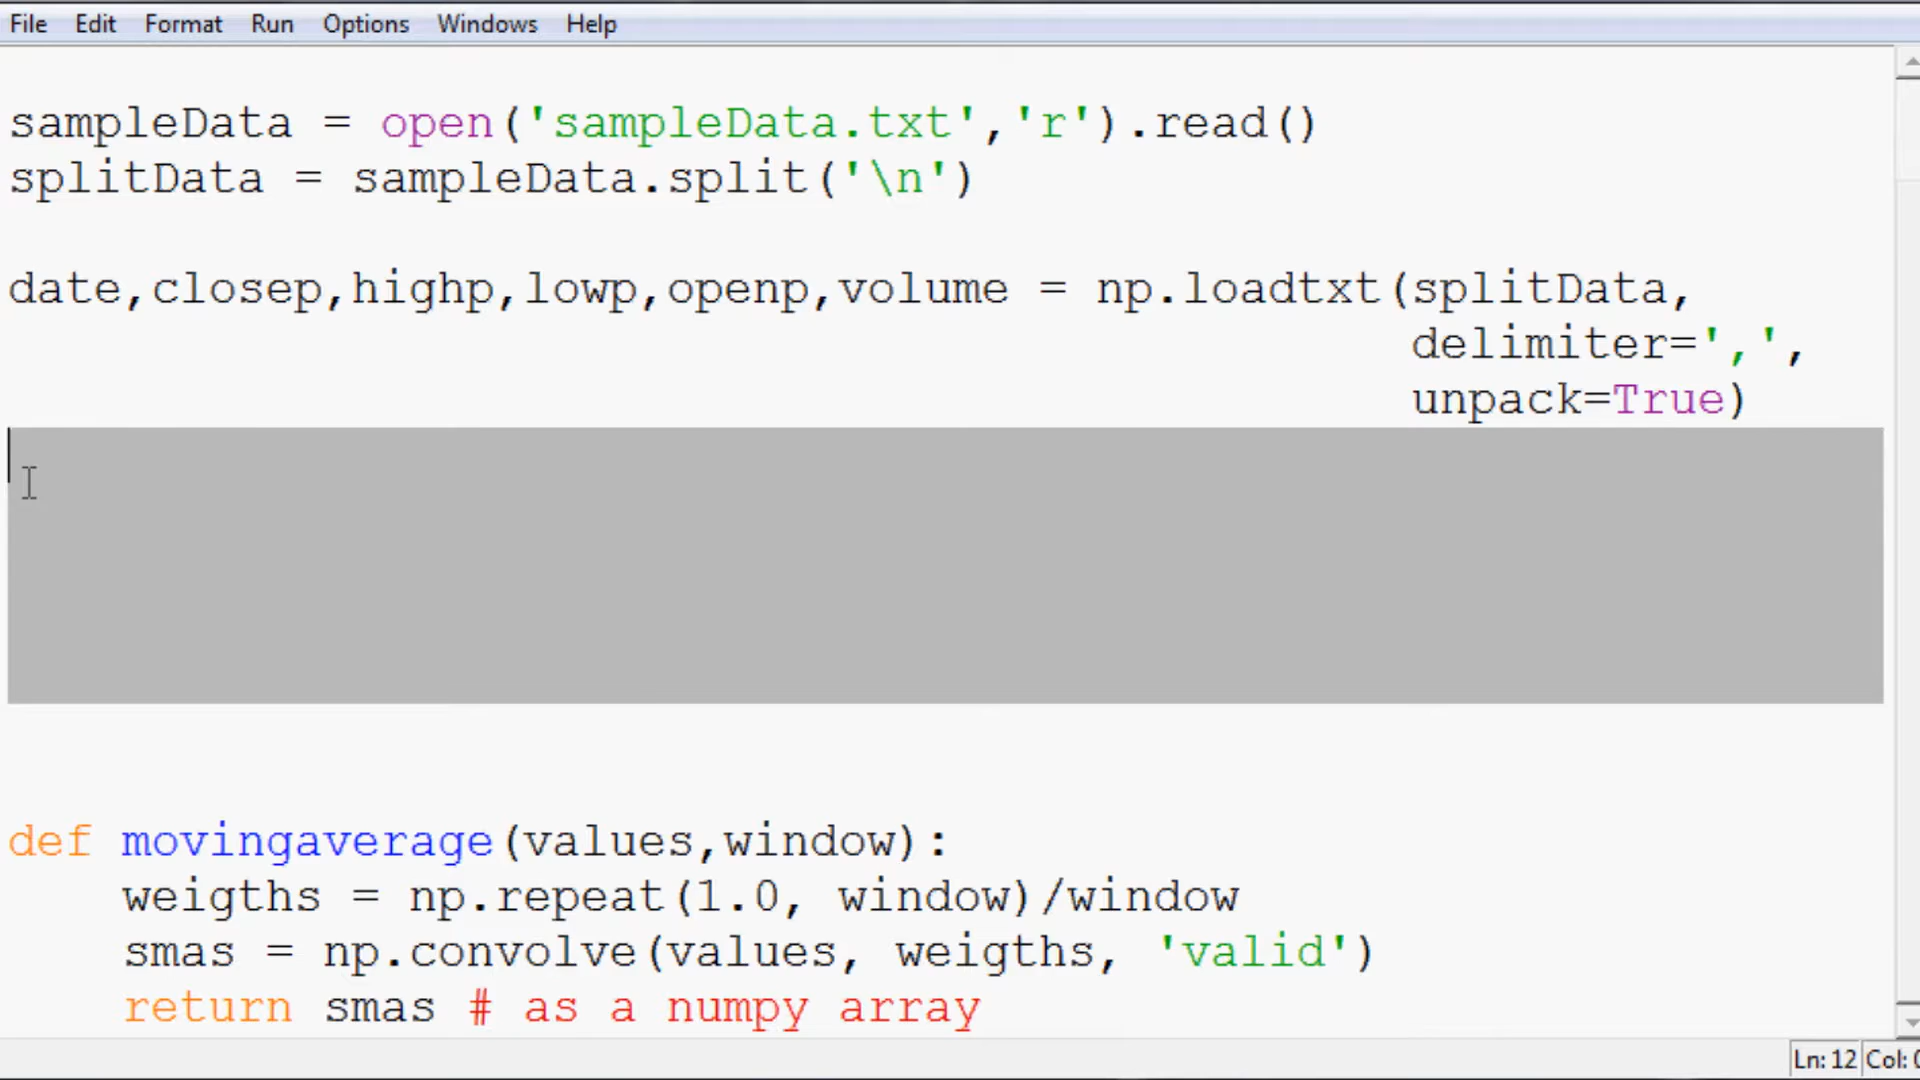 File Edit Format Run Options Windows Help
sampleData = open('sampleData.txt','r').read()
splitData = sampleData.split('\n')
date,closep,highp,lowp,openp,volume = np.loadtxt(splitData,
delimiter=',',
unpack=True)
def movingaverage(values,window):
weigths = np.repeat(1.0, window)/window
smas = np.convolve(values, weigths, 'valid')
return smas # as a numpy array
Ln: 12 Col: